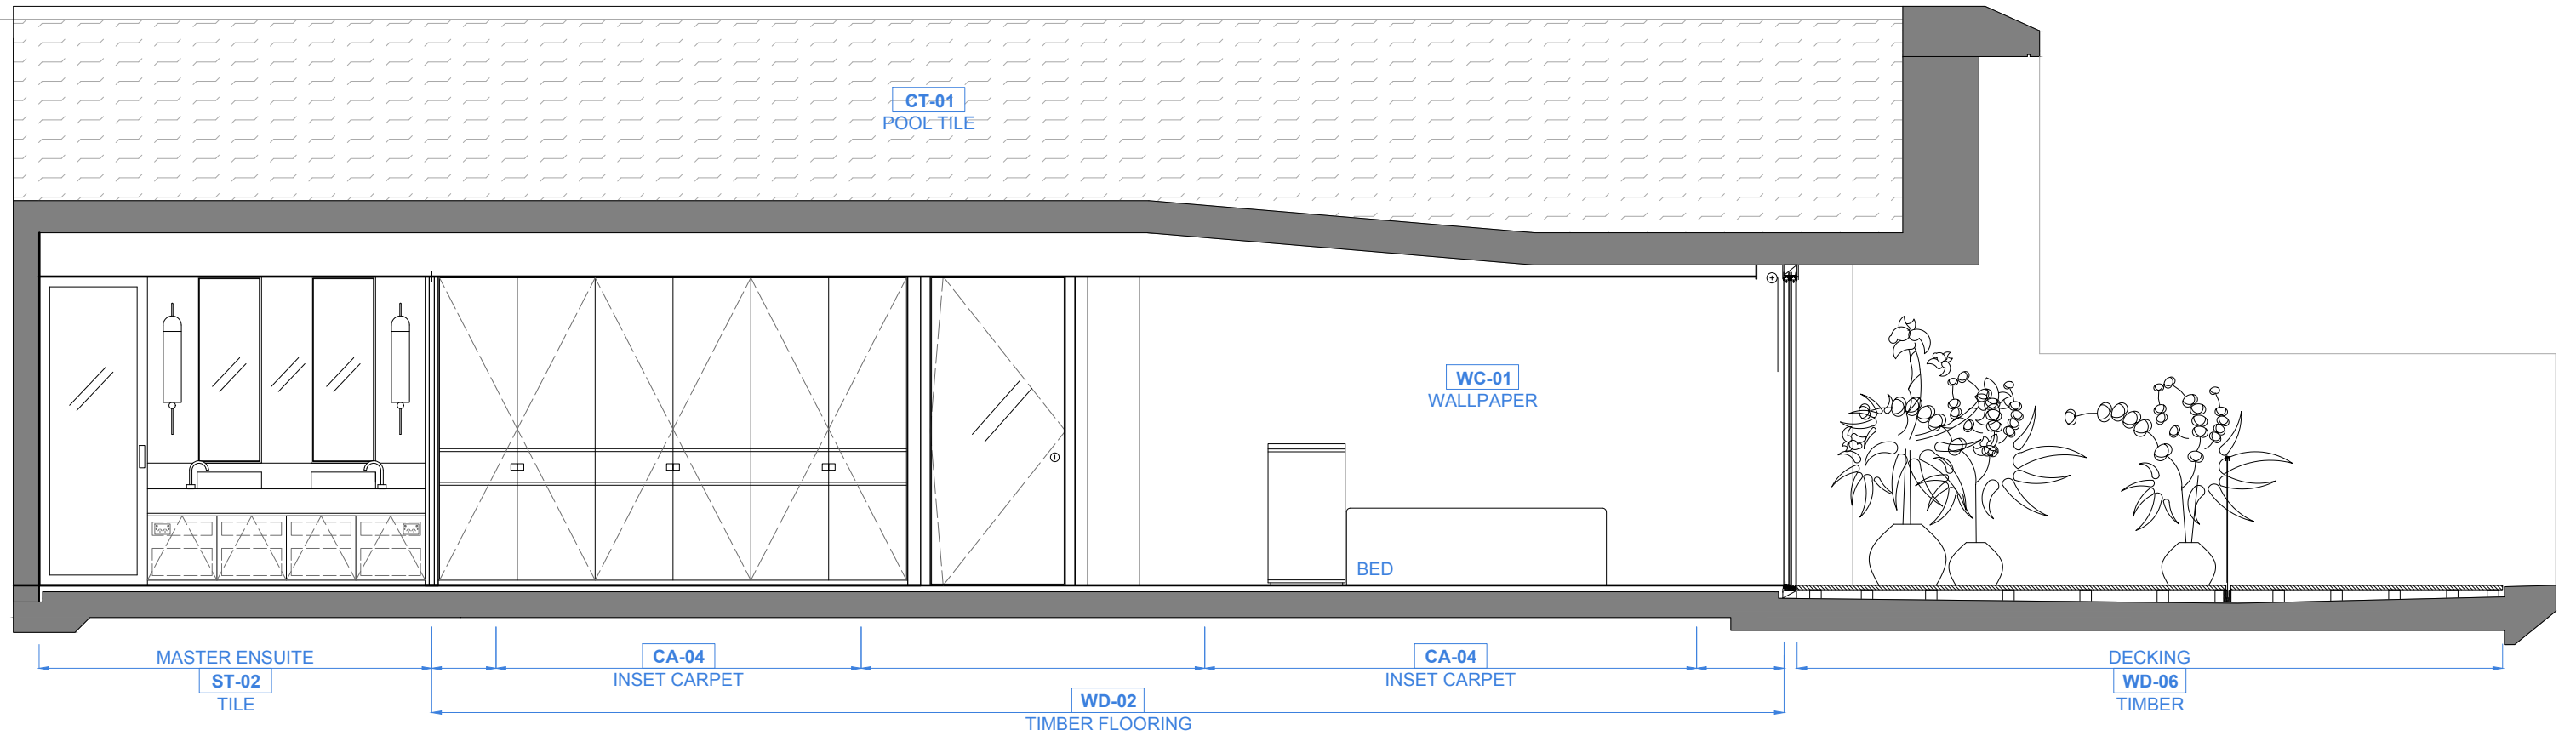 CT-01
POOL TILE
WC-01
WALLPAPER
BED
MASTER ENSUITE
ST-02
TILE
CA-04
INSET CARPET
CA-04
INSET CARPET
WD-02
TIMBER FLOORING
DECKING
WD-06
TIMBER